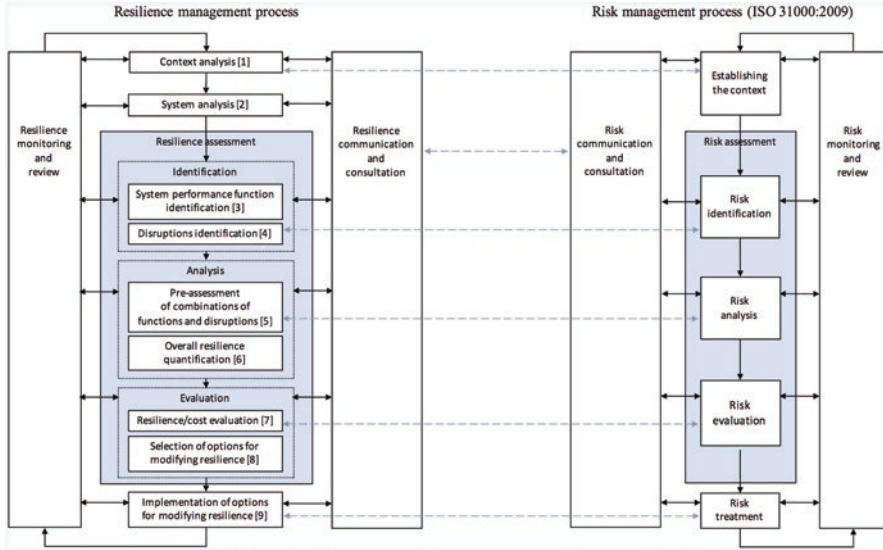 Resilience management process
Risk management process (ISO 31000:2009)
Resilience
monitoring
and
review
Context analysis [1]
System analysis [2]
Resilience assessment
Identification
System performance function
identification [3]
Disruptions identification [4]
Analysis
Pre-assessment
of combinations of
functions and disruptions [5]
Overall resilience
quantification [6]
Evaluation
Resilience/cost evaluation [7]
Selection of options for
modifying resilience [8]
Implementation of options
for modifying resilience [9]
Resilience
communication and
consultation
Risk
communication and
consultation
Establishing
the context
Risk assessment
Risk
identification
Risk
analysis
Risk
evaluation
Risk
treatment
Risk
monitoring
and
review